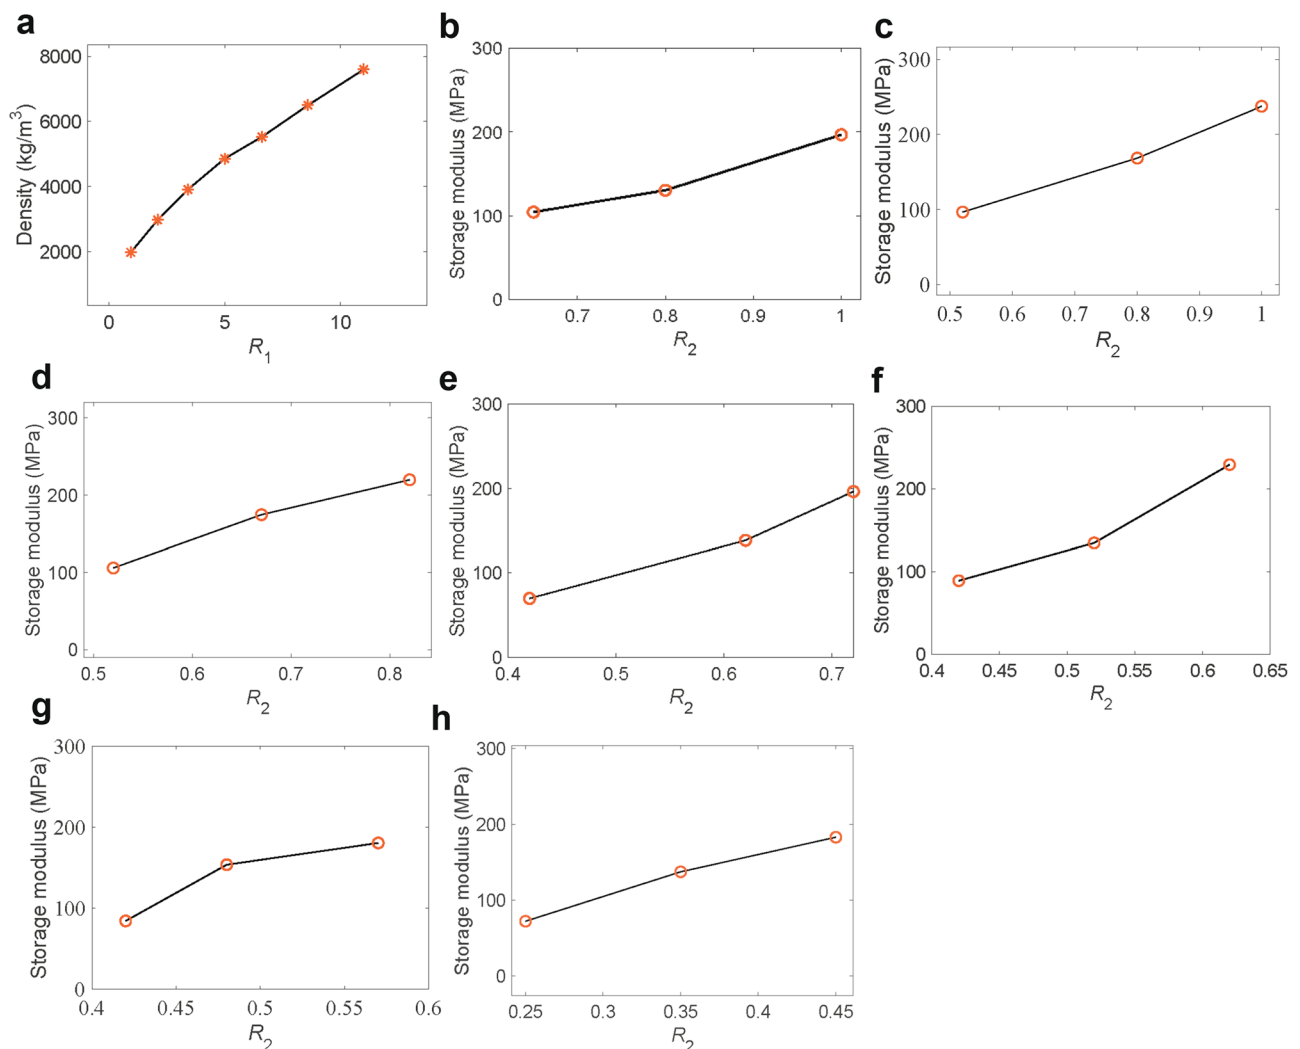 a
8000
6000
4000
2000
Density (kg/m³)
0 5 10
R₁
b
300
200
100
0
Storage modulus (MPa)
0.7 0.8 0.9 1
R₂
c
300
200
100
0
Storage modulus (MPa)
0.5 0.6 0.7 0.8 0.9 1
R₂
d
300
200
100
0
Storage modulus (MPa)
0.5 0.6 0.7 0.8
R₂
e
300
200
100
0
Storage modulus (MPa)
0.4 0.5 0.6 0.7
R₂
f
300
200
100
0
Storage modulus (MPa)
0.4 0.45 0.5 0.55 0.6 0.65
R₂
g
300
200
100
0
Storage modulus (MPa)
0.4 0.45 0.5 0.55 0.6
R₂
h
300
200
100
0
Storage modulus (MPa)
0.25 0.3 0.35 0.4 0.45
R₂